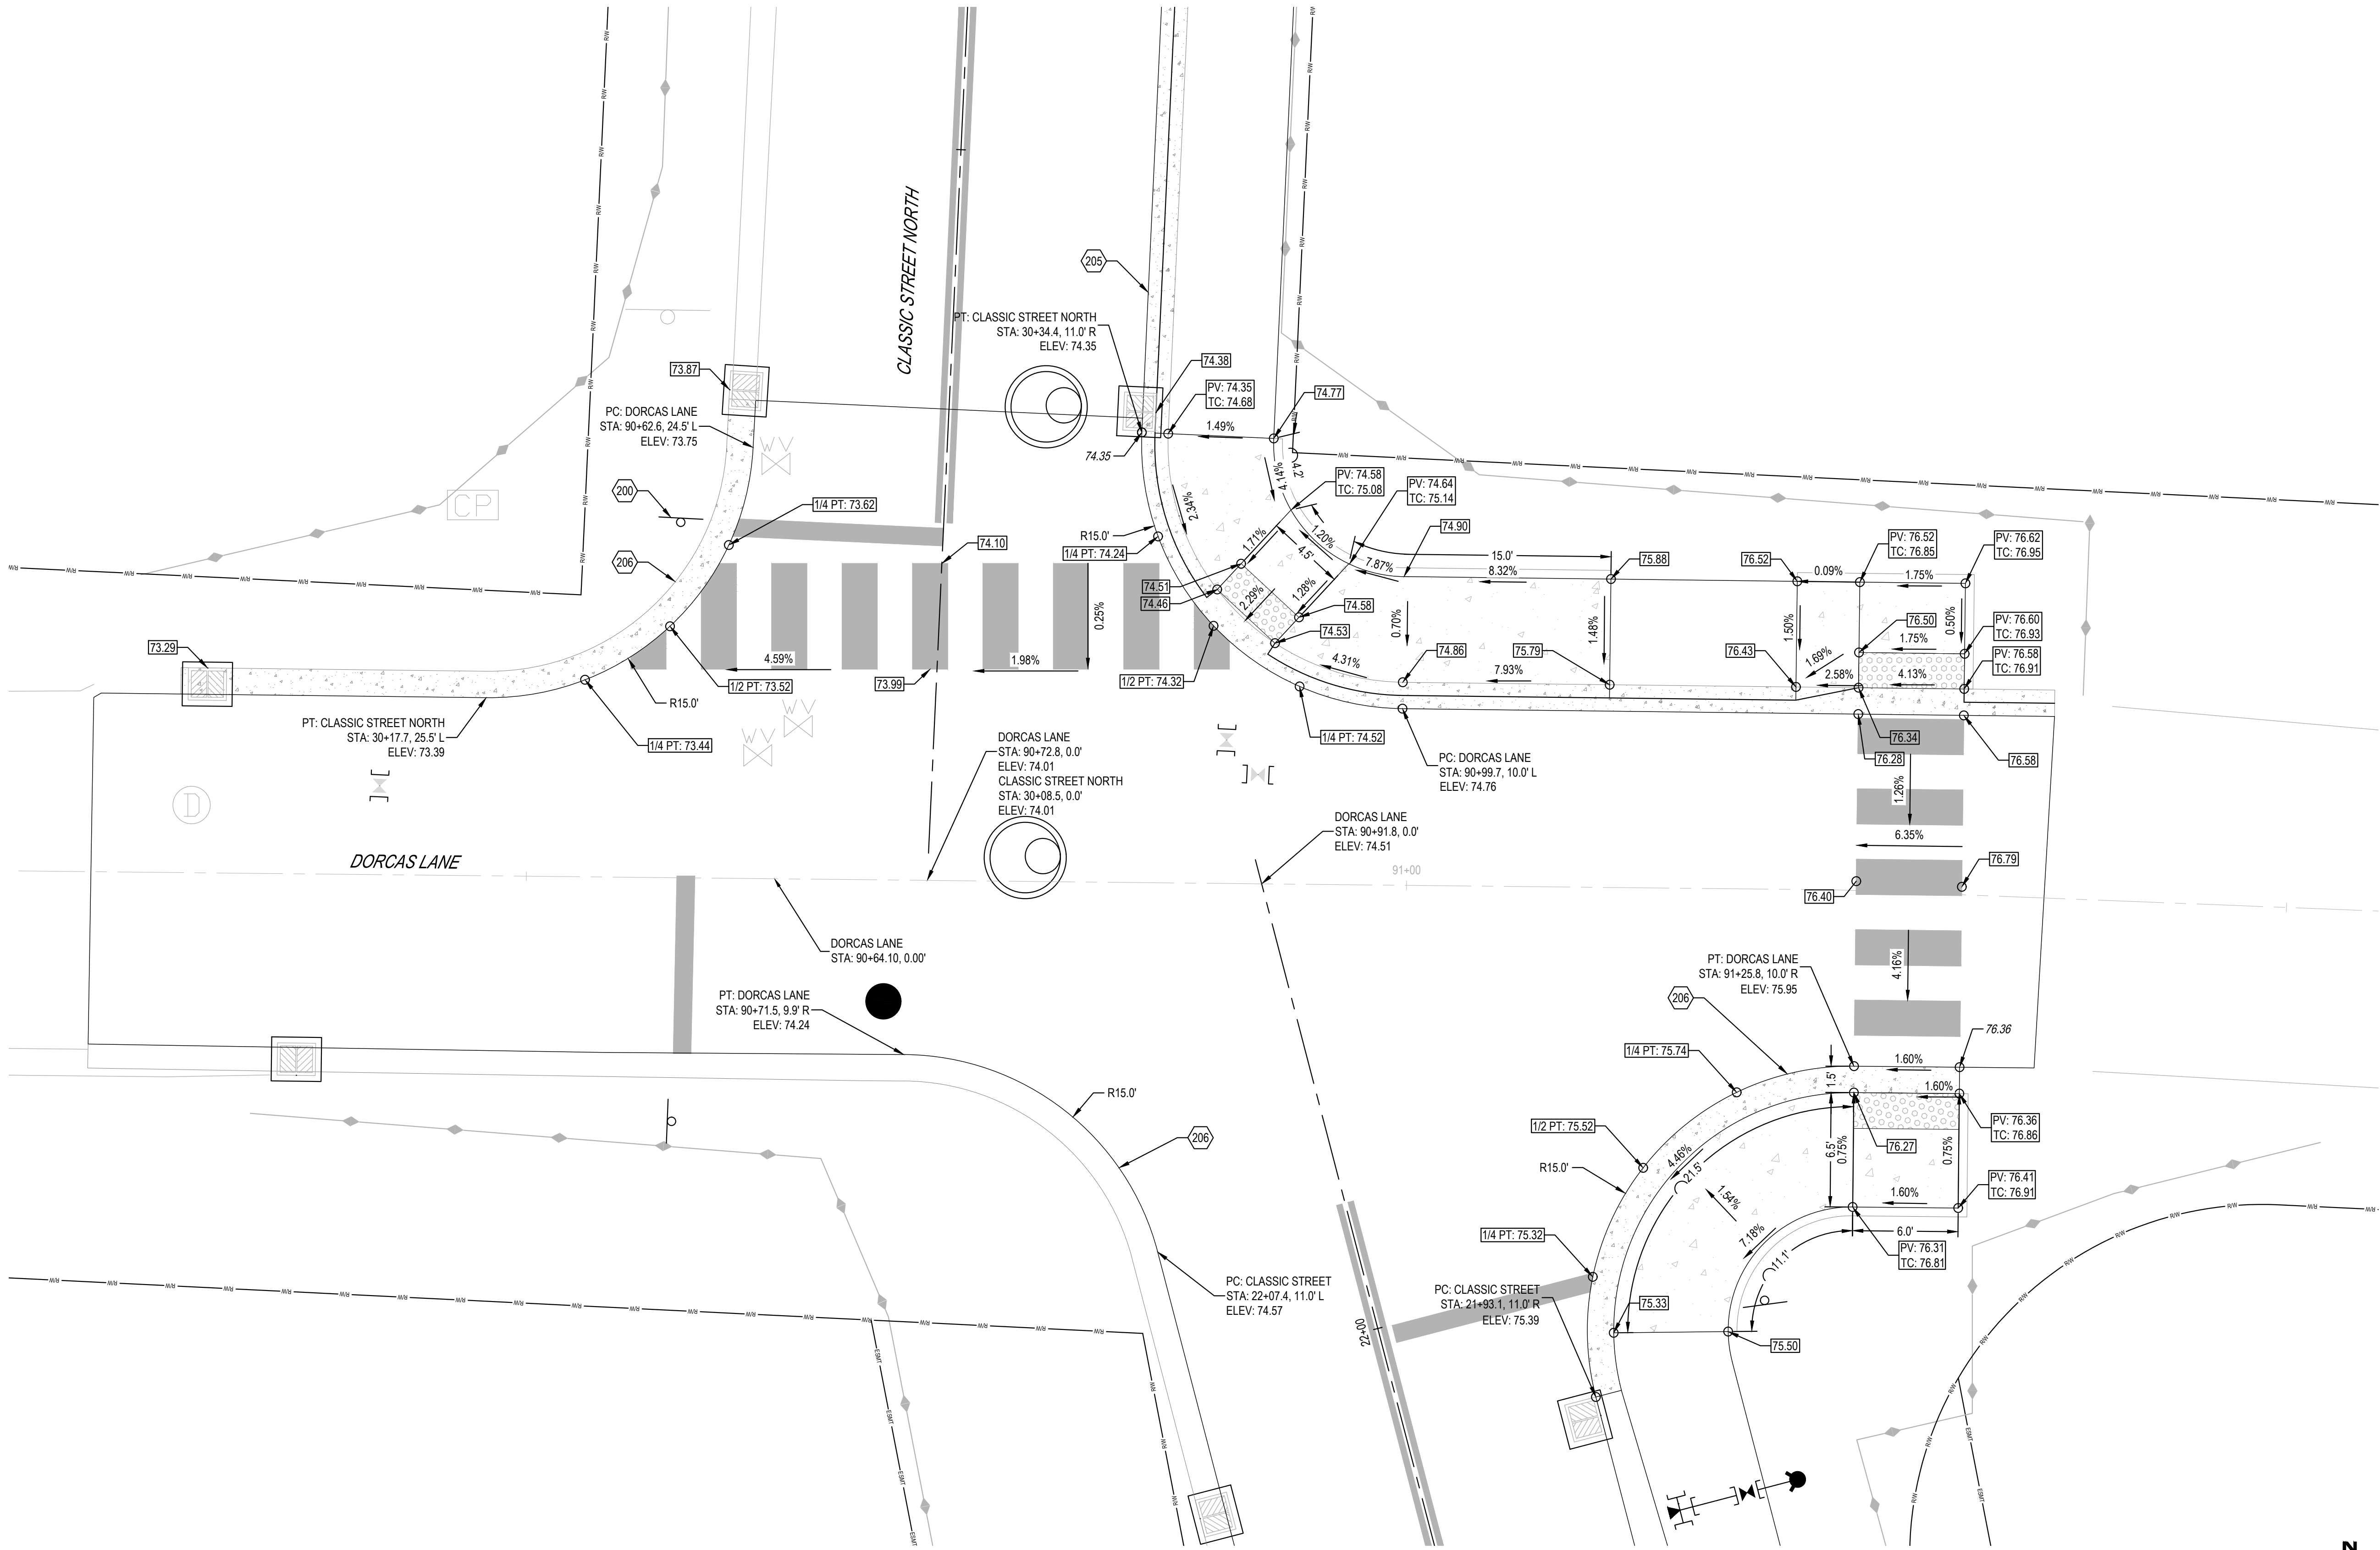 CLASSIC STREET NORTH
205
PT: CLASSIC STREET NORTH
STA: 30+34.4, 11.0' R
ELEV: 74.35
74.38
73.87
PV: 74.35
TC: 74.68
74.77
PC: DORCAS LANE
STA: 90+62.6, 24.5' L
ELEV: 73.75
1.49%
74.35
WV
4.14%
4.2'
PV: 74.58
TC: 75.08
PV: 74.64
TC: 75.14
200
CP
1/4 PT: 73.62
2.34%
74.90
R15.0'
1/4 PT: 74.24
74.10
1.71%
1.20%
4.5'
15.0'
75.88
76.52
PV: 76.52
TC: 76.85
PV: 76.62
TC: 76.95
206
7.87%
8.32%
0.09%
1.75%
74.51
74.46
2.29%
1.28%
74.58
0.25%
0.70%
1.48%
1.50%
76.50
0.50%
PV: 76.60
TC: 76.93
74.53
1.75%
73.29
4.59%
1.98%
4.31%
74.86
7.93%
75.79
76.43
1.69%
2.58%
4.13%
PV: 76.58
TC: 76.91
1/2 PT: 73.52
73.99
1/2 PT: 74.32
R15.0'
WV
WV
PT: CLASSIC STREET NORTH
STA: 30+17.7, 25.5' L
ELEV: 73.39
1/4 PT: 73.44
1/4 PT: 74.52
76.34
76.28
76.58
DORCAS LANE
STA: 90+72.8, 0.0'
ELEV: 74.01
CLASSIC STREET NORTH
STA: 30+08.5, 0.0'
ELEV: 74.01
PC: DORCAS LANE
STA: 90+99.7, 10.0' L
ELEV: 74.76
1.26%
D
DORCAS LANE
STA: 90+91.8, 0.0'
ELEV: 74.51
6.35%
DORCAS LANE
91+00
76.79
76.40
DORCAS LANE
STA: 90+64.10, 0.00'
4.16%
PT: DORCAS LANE
STA: 91+25.8, 10.0' R
ELEV: 75.95
PT: DORCAS LANE
STA: 90+71.5, 9.9' R
ELEV: 74.24
206
76.36
1/4 PT: 75.74
1.60%
1.5'
1.60%
R15.0'
1/2 PT: 75.52
206
PV: 76.36
TC: 76.86
76.27
6.5'
0.75%
0.75%
4.46%
R15.0'
21.5'
1.54%
1.60%
PV: 76.41
TC: 76.91
7.18%
6.0'
1/4 PT: 75.32
11.1'
PV: 76.31
TC: 76.81
PC: CLASSIC STREET
STA: 22+07.4, 11.0' L
ELEV: 74.57
PC: CLASSIC STREET
STA: 21+93.1, 11.0' R
ELEV: 75.39
75.33
22+00
75.50
R/W
ESMT
ESMT
ESMT
ESMT
ESMT
N